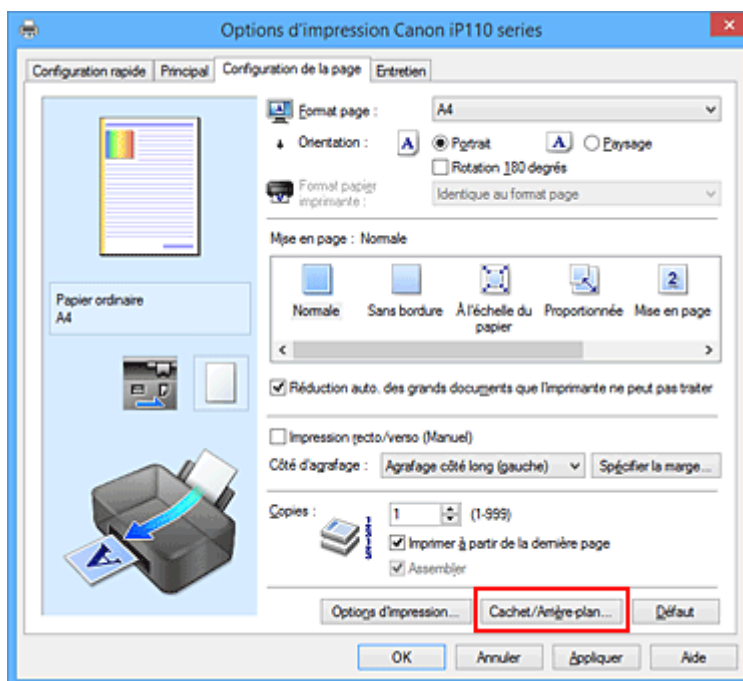 Options d'impression Canon iP110 series
Configuration rapide Principal Configuration de la page Entretien
Format page : A4
Orientation : A Portrait A Paysage
Rotation 180 degrés
Format papier imprimante : Identique au format page
Mise en page : Normale
2
Normale Sans bordure À l'échelle du papier Proportionnée Mise en page
Papier ordinaire
A4
Réduction auto. des grands documents que l'imprimante ne peut pas traiter
Impression recto/verso (Manuel)
Côté d'agrafage : Agrafage côté long (gauche) Spécifier la marge...
Copies : 1 (1-999)
Imprimer à partir de la dernière page
Assembler
A
Options d'impression... Cachet/Arrière-plan... Défaut
OK Annuler Appliquer Aide